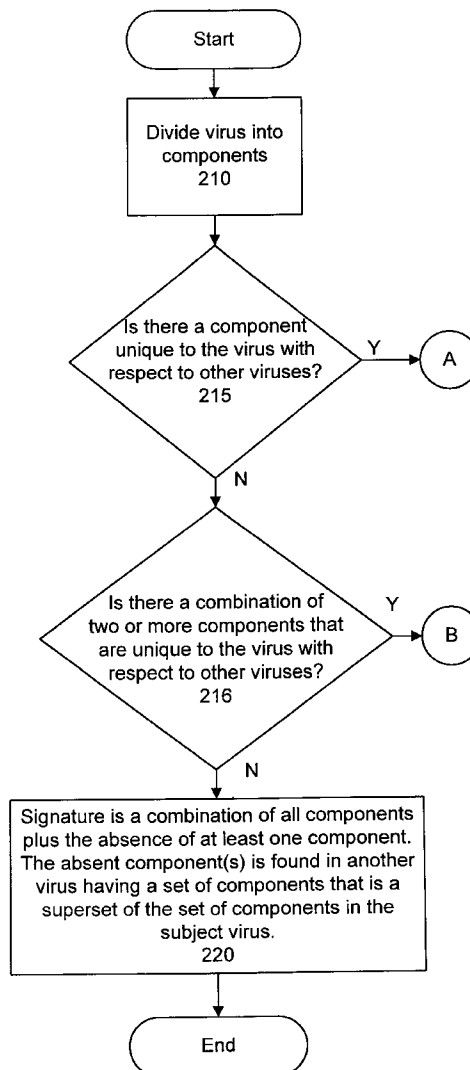 Start
Divide virus into
components
210
Is there a component
unique to the virus with
respect to other viruses?
215
Y
A
N
Is there a combination of
two or more components that
are unique to the virus with
respect to other viruses?
216
Y
B
N
Signature is a combination of all components
plus the absence of at least one component.
The absent component(s) is found in another
virus having a set of components that is a
superset of the set of components in the
subject virus.
220
End